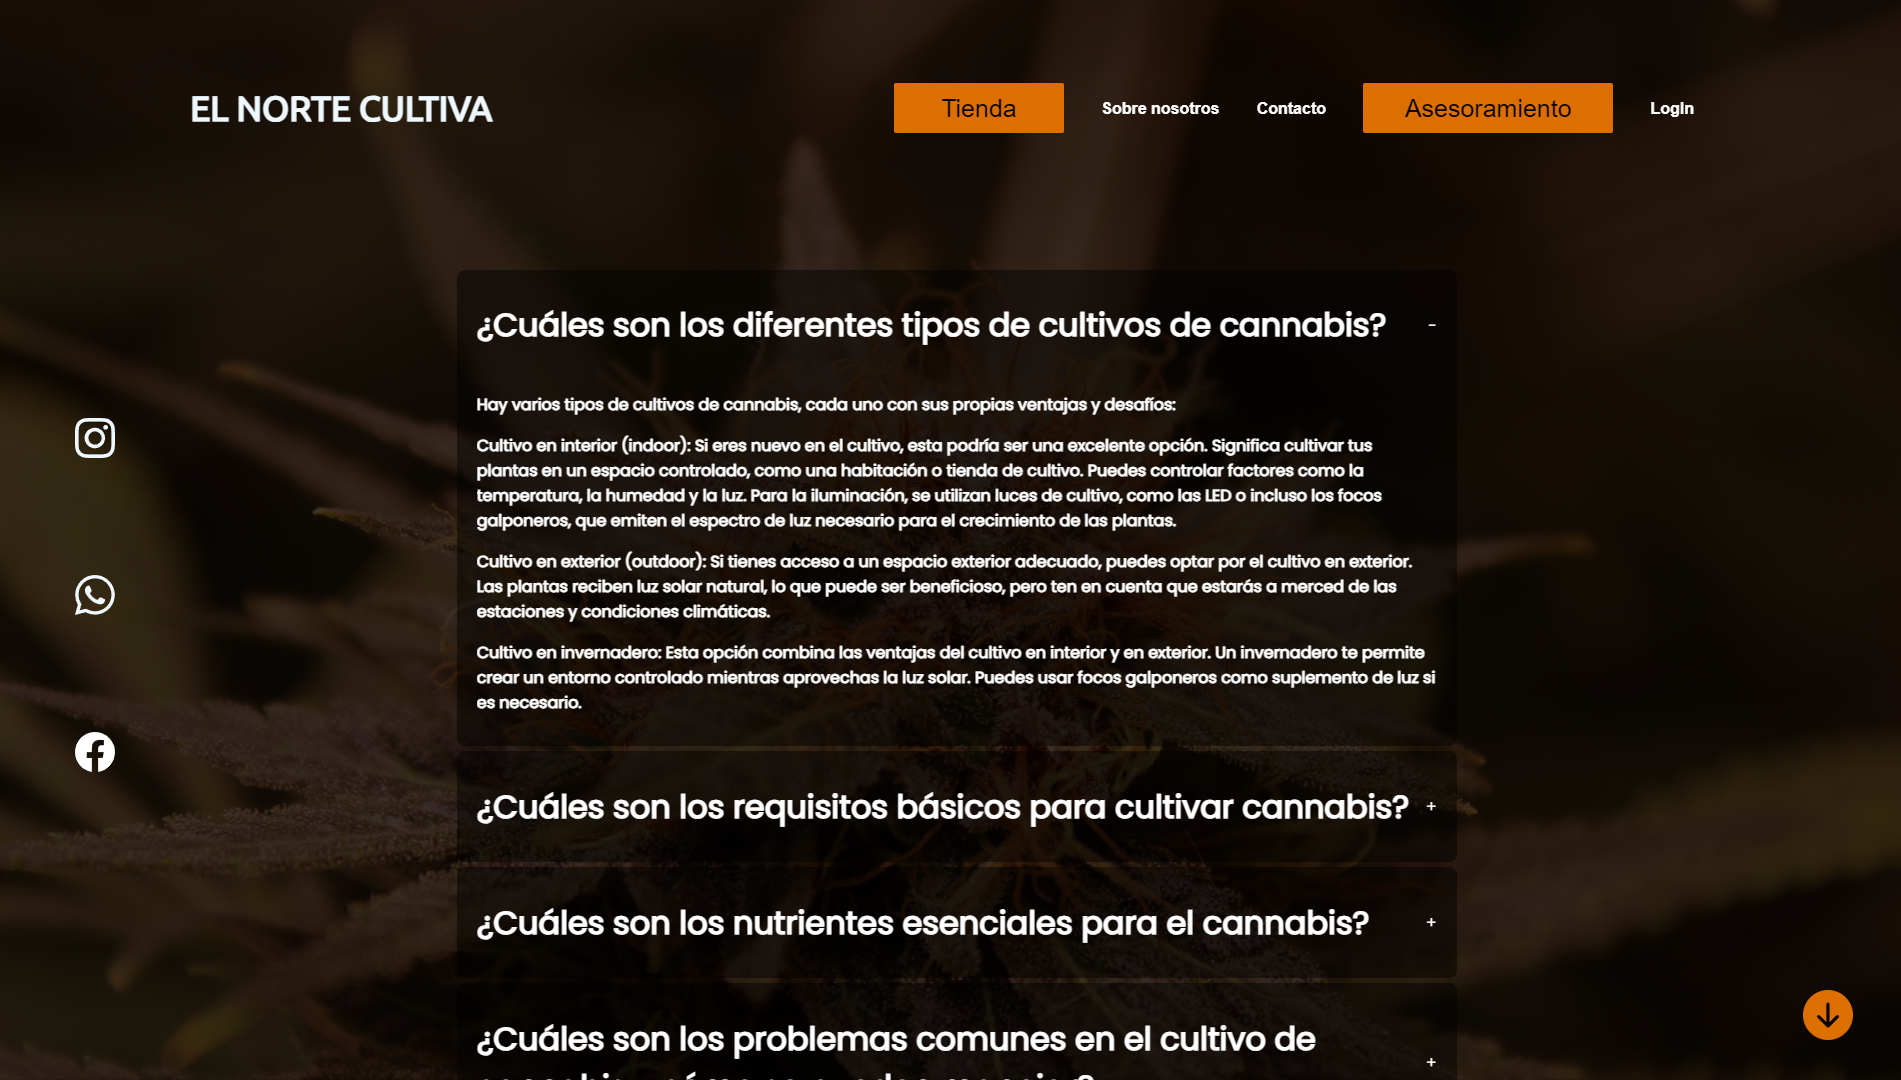 EL NORTE CULTIVA
Tienda
Sobre nosotros
Contacto
Asesoramiento
Login
¿Cuáles son los diferentes tipos de cultivos de cannabis?
-
Hay varios tipos de cultivos de cannabis, cada uno con sus propias ventajas y desafíos:
Cultivo en interior (indoor): Si eres nuevo en el cultivo, esta podría ser una excelente opción. Significa cultivar tus
plantas en un espacio controlado, como una habitación o tienda de cultivo. Puedes controlar factores como la
temperatura, la humedad y la luz. Para la iluminación, se utilizan luces de cultivo, como las LED o incluso los focos
galponeros, que emiten el espectro de luz necesario para el crecimiento de las plantas.
Cultivo en exterior (outdoor): Si tienes acceso a un espacio exterior adecuado, puedes optar por el cultivo en exterior.
Las plantas reciben luz solar natural, lo que puede ser beneficioso, pero ten en cuenta que estarás a merced de las
estaciones y condiciones climáticas.
Cultivo en invernadero: Esta opción combina las ventajas del cultivo en interior y en exterior. Un invernadero te permite
crear un entorno controlado mientras aprovechas la luz solar. Puedes usar focos galponeros como suplemento de luz si
es necesario.
¿Cuáles son los requisitos básicos para cultivar cannabis?
+
¿Cuáles son los nutrientes esenciales para el cannabis?
+
¿Cuáles son los problemas comunes en el cultivo de
+